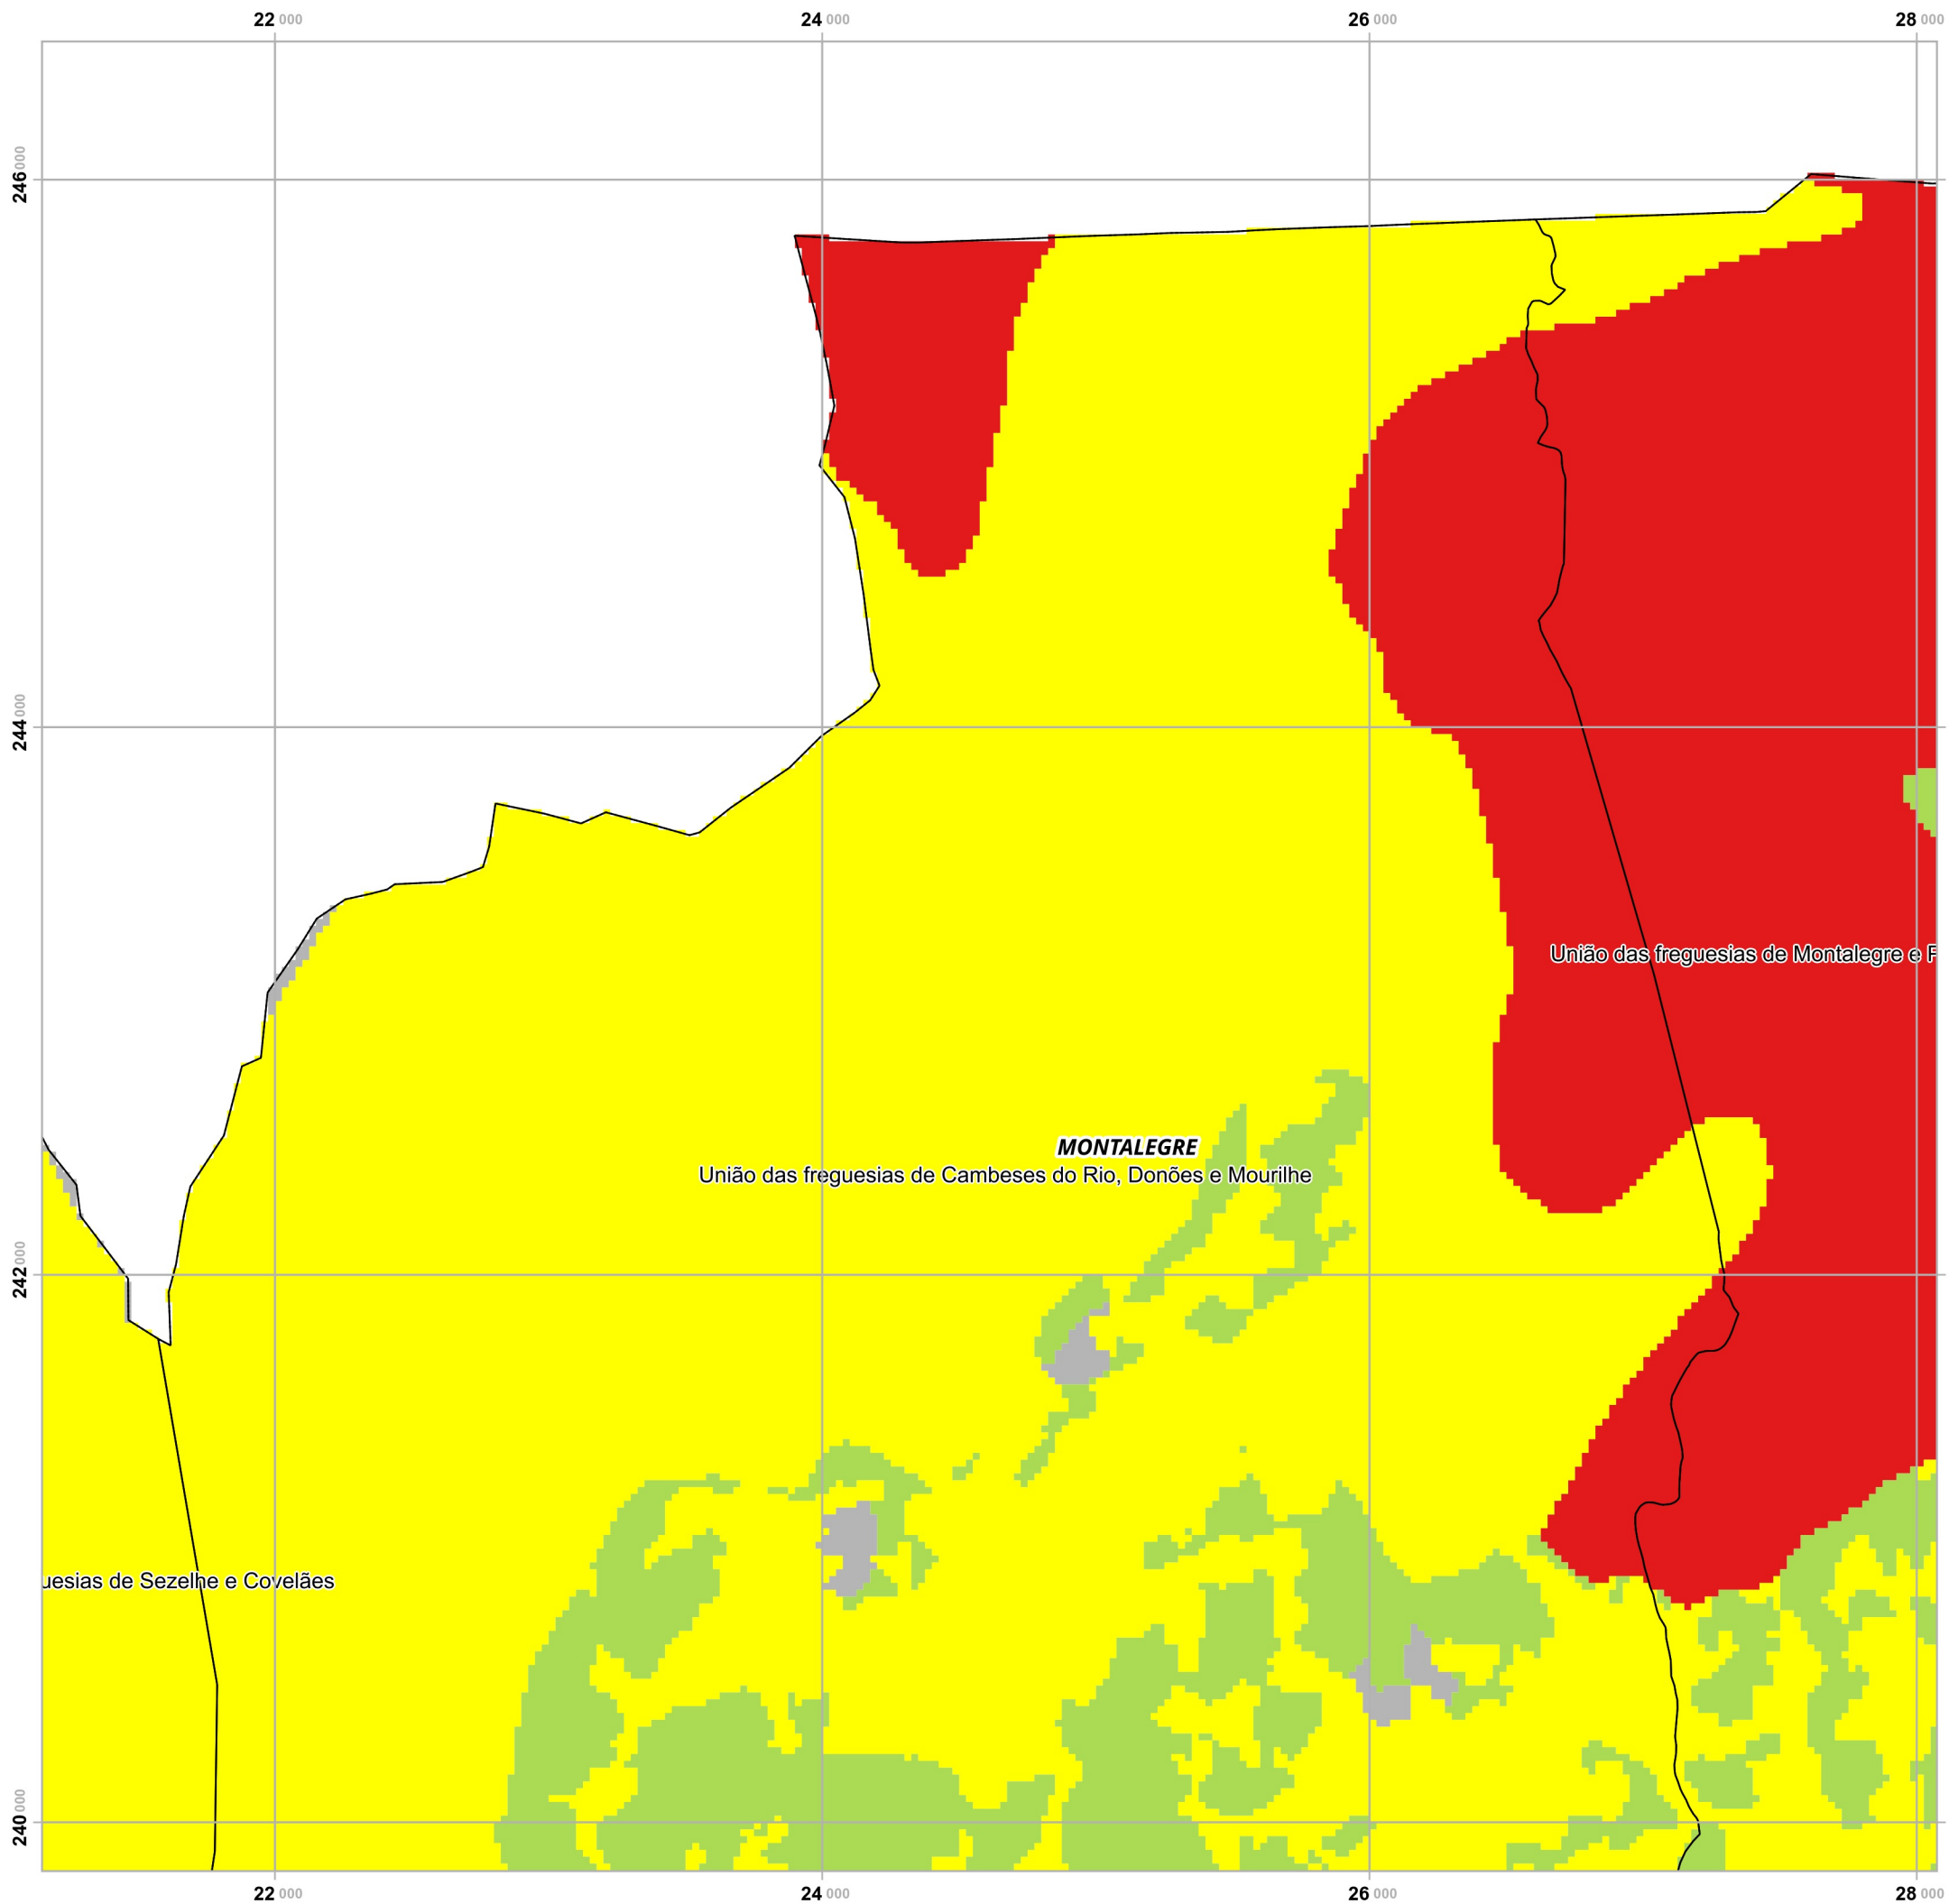 22 000 24 000 26 000 28 000
246 000
244 000
União das freguesias de Montalegre e F
MONTALEGRE
União das freguesias de Cambeses do Rio, Donões e Mourilhe
242 000
uesias de Sezelhe e Covelães
240 000
22 000 24 000 26 000 28 000